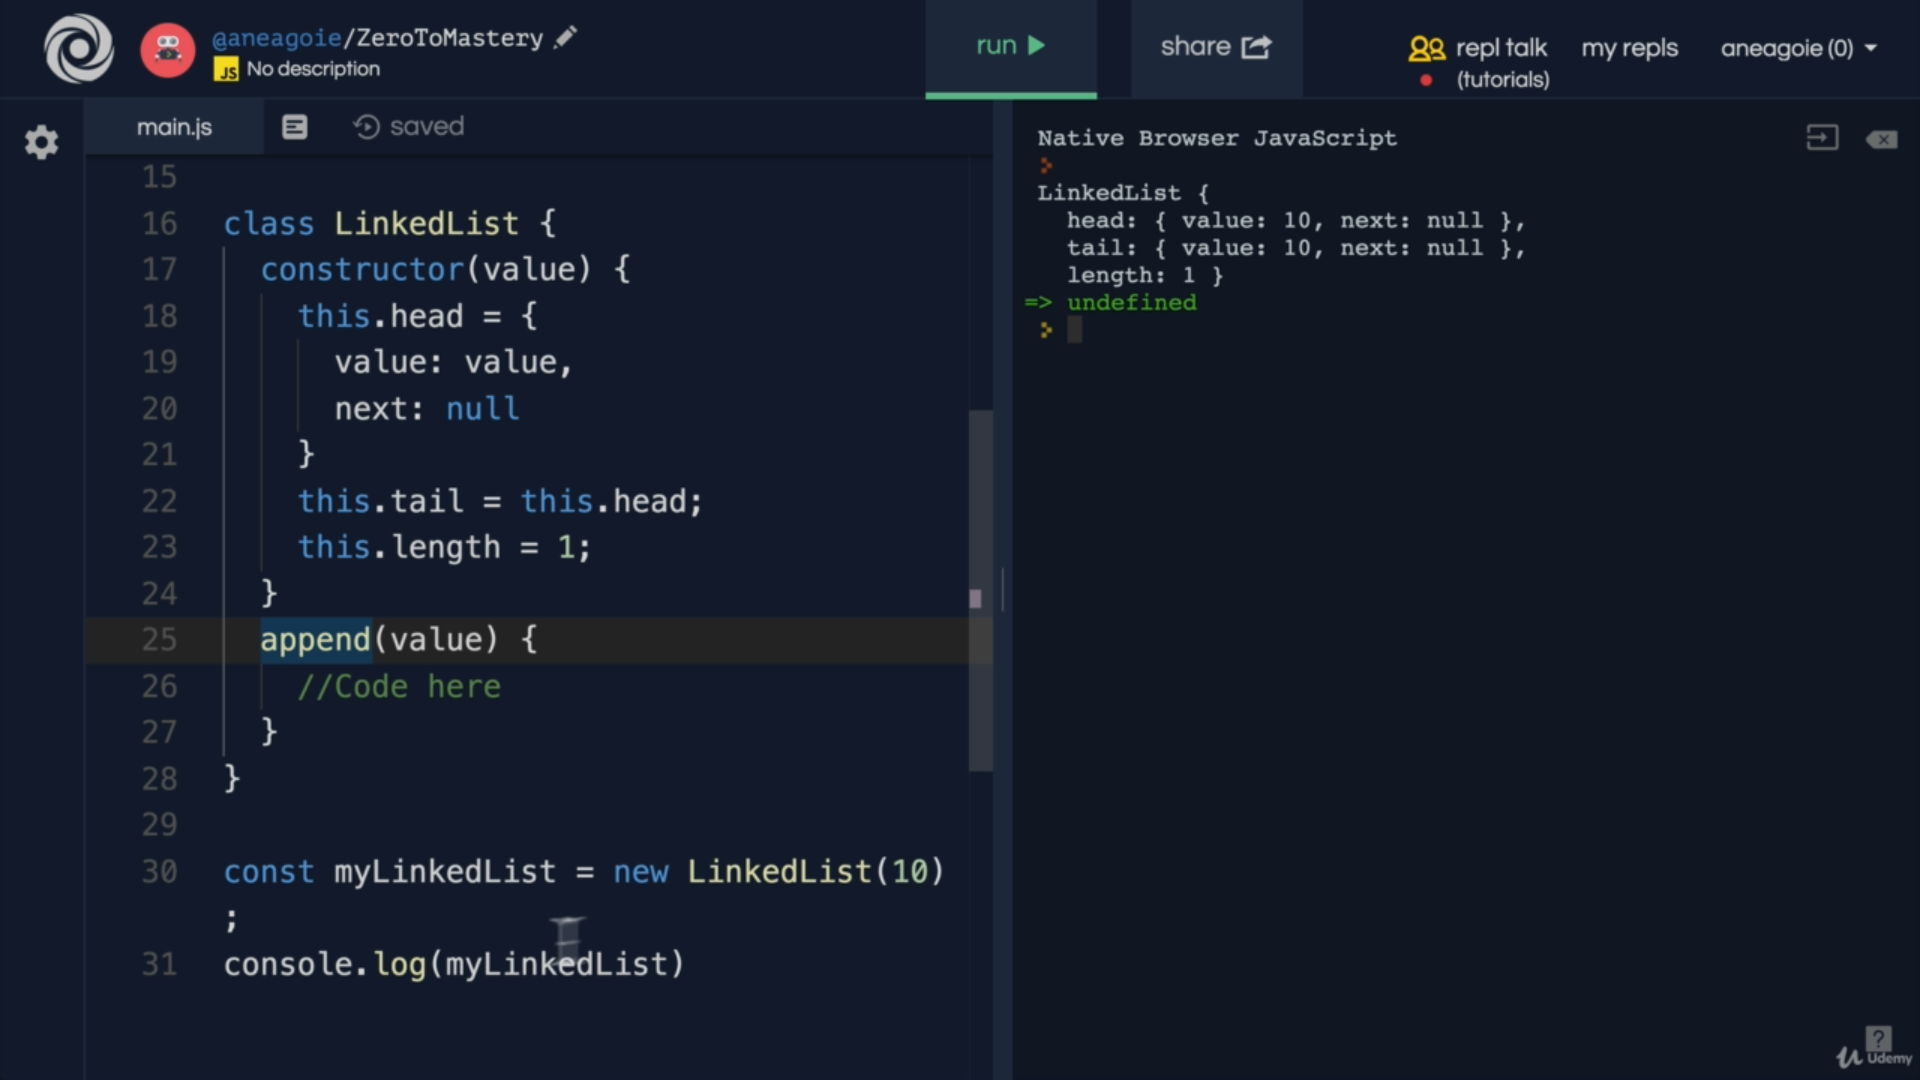 @aneagoie/ZeroToMastery
JS No description
run
share
repl talk
(tutorials)
my repls
aneagoie (0)
main.js
saved
Native Browser JavaScript
LinkedList {
head: { value: 10, next: null },
tail: { value: 10, next: null },
length: 1 }
=> undefined
15
16 class LinkedList {
17 constructor(value) {
18 this.head = {
19 value: value,
20 next: null
21 }
22 this.tail = this.head;
23 this.length = 1;
24 }
25 append(value) {
26 //Code here
27 }
28 }
29
30 const myLinkedList = new LinkedList(10)
;
31 console.log(myLinkedList)
?
Udemy